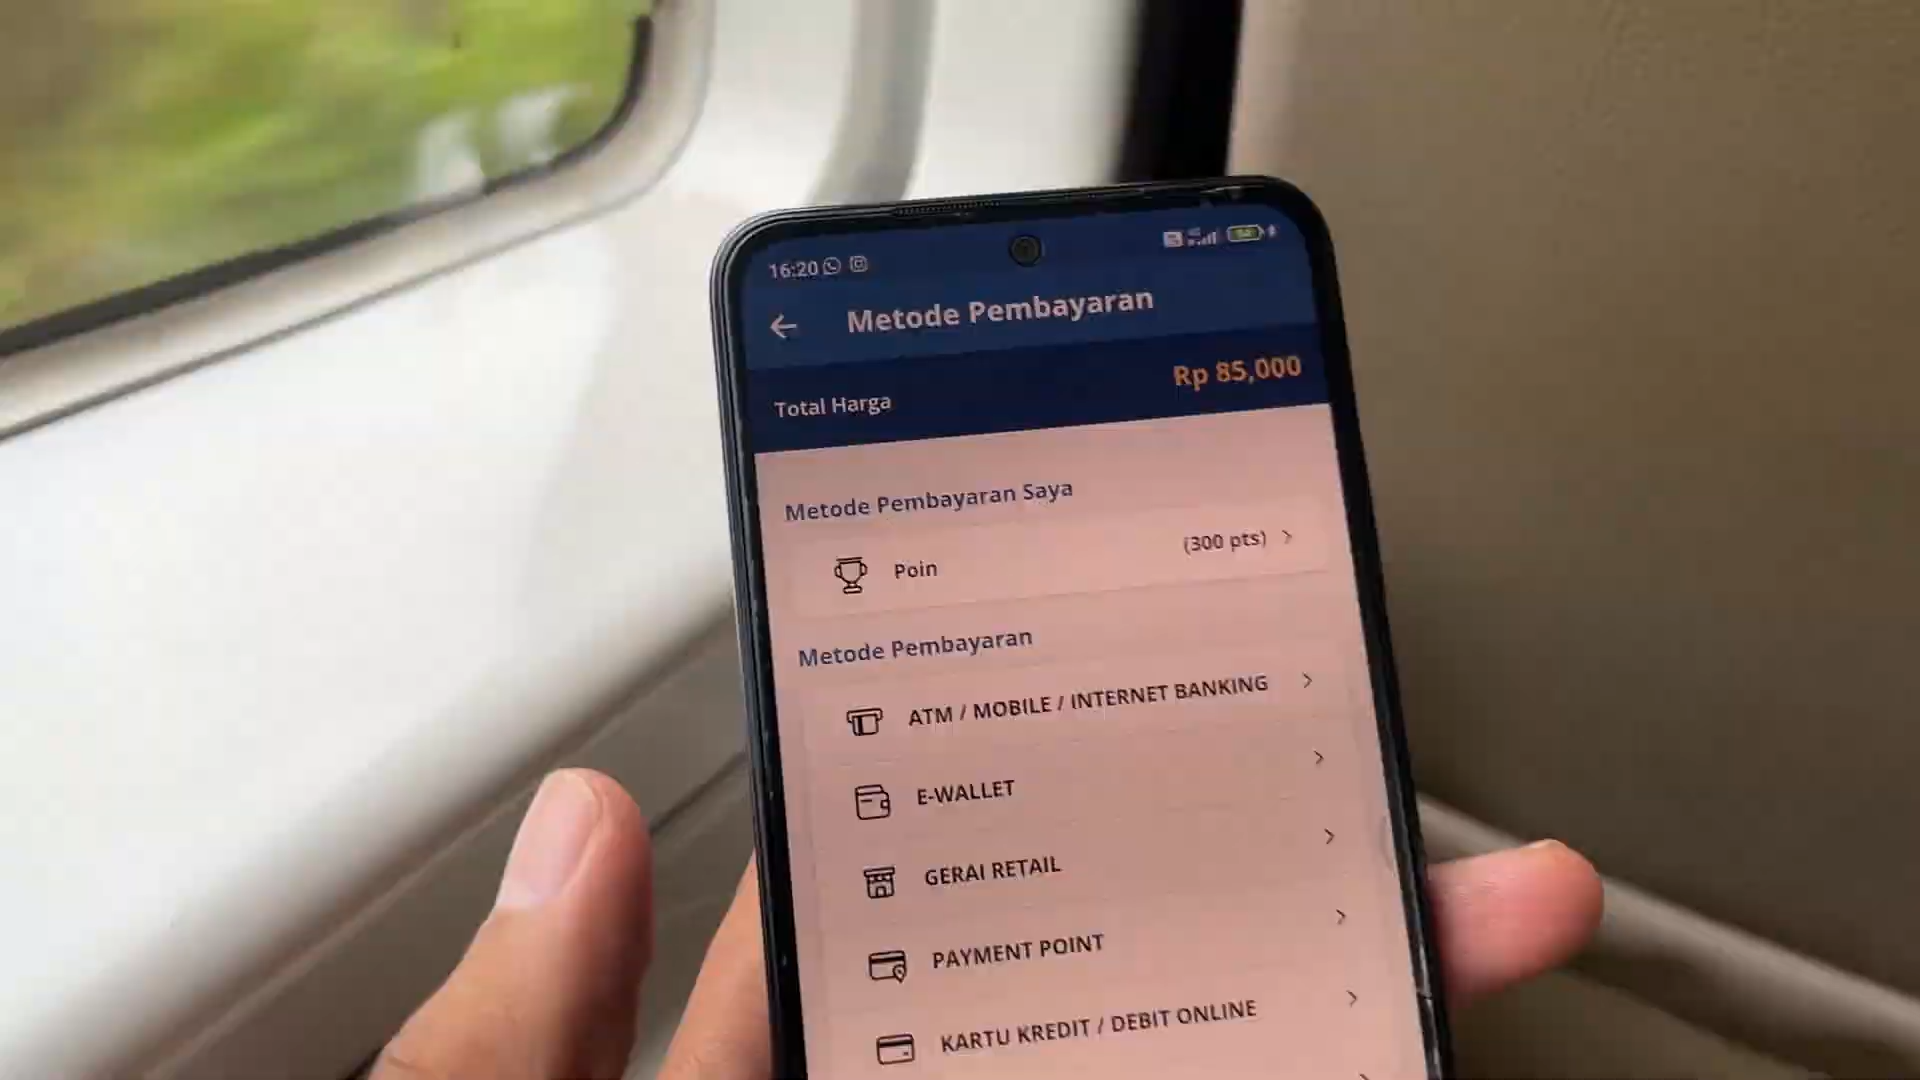 16:20
Metode Pembayaran
Total Harga
Rp 85,000
Metode Pembayaran Saya
Poin
(300 pts)
Metode Pembayaran
ATM / MOBILE / INTERNET BANKING
E-WALLET
GERAI RETAIL
PAYMENT POINT
KARTU KREDIT / DEBIT ONLINE